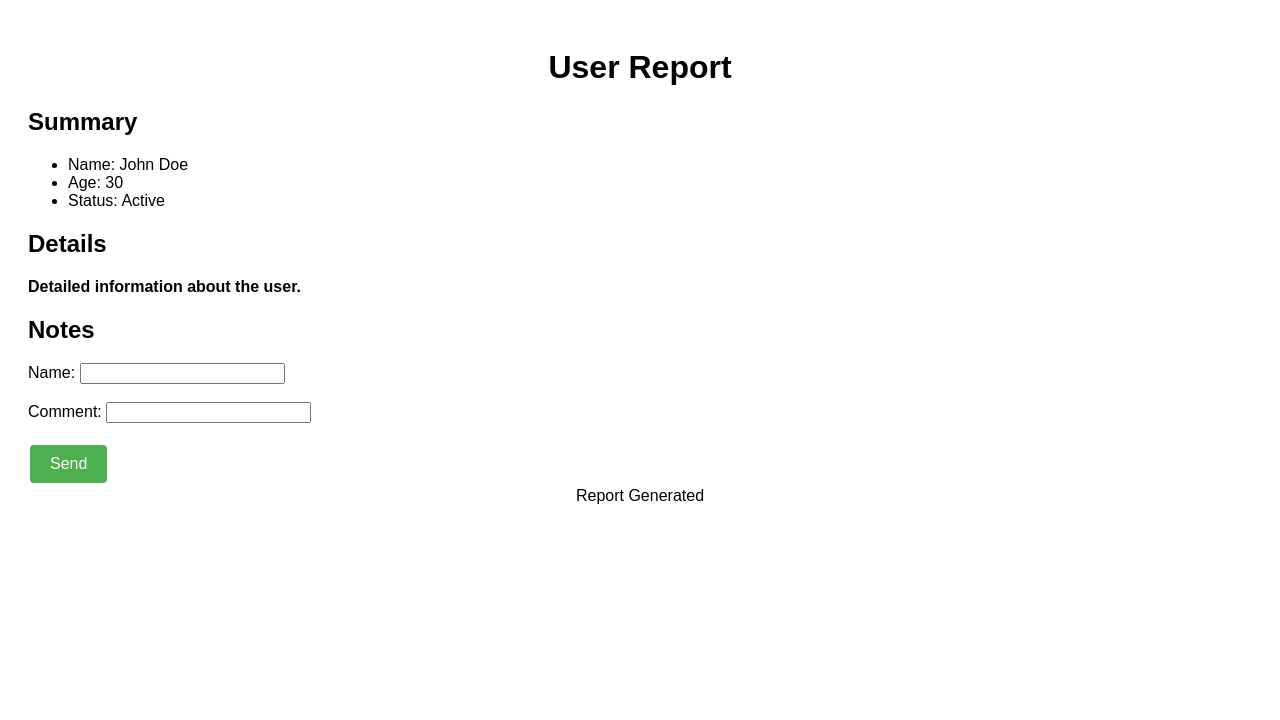 User Report
Summary
Name: John Doe
Age: 30
Status: Active
Details
Detailed information about the user.
Notes
Name:
Comment:
Send
Report Generated